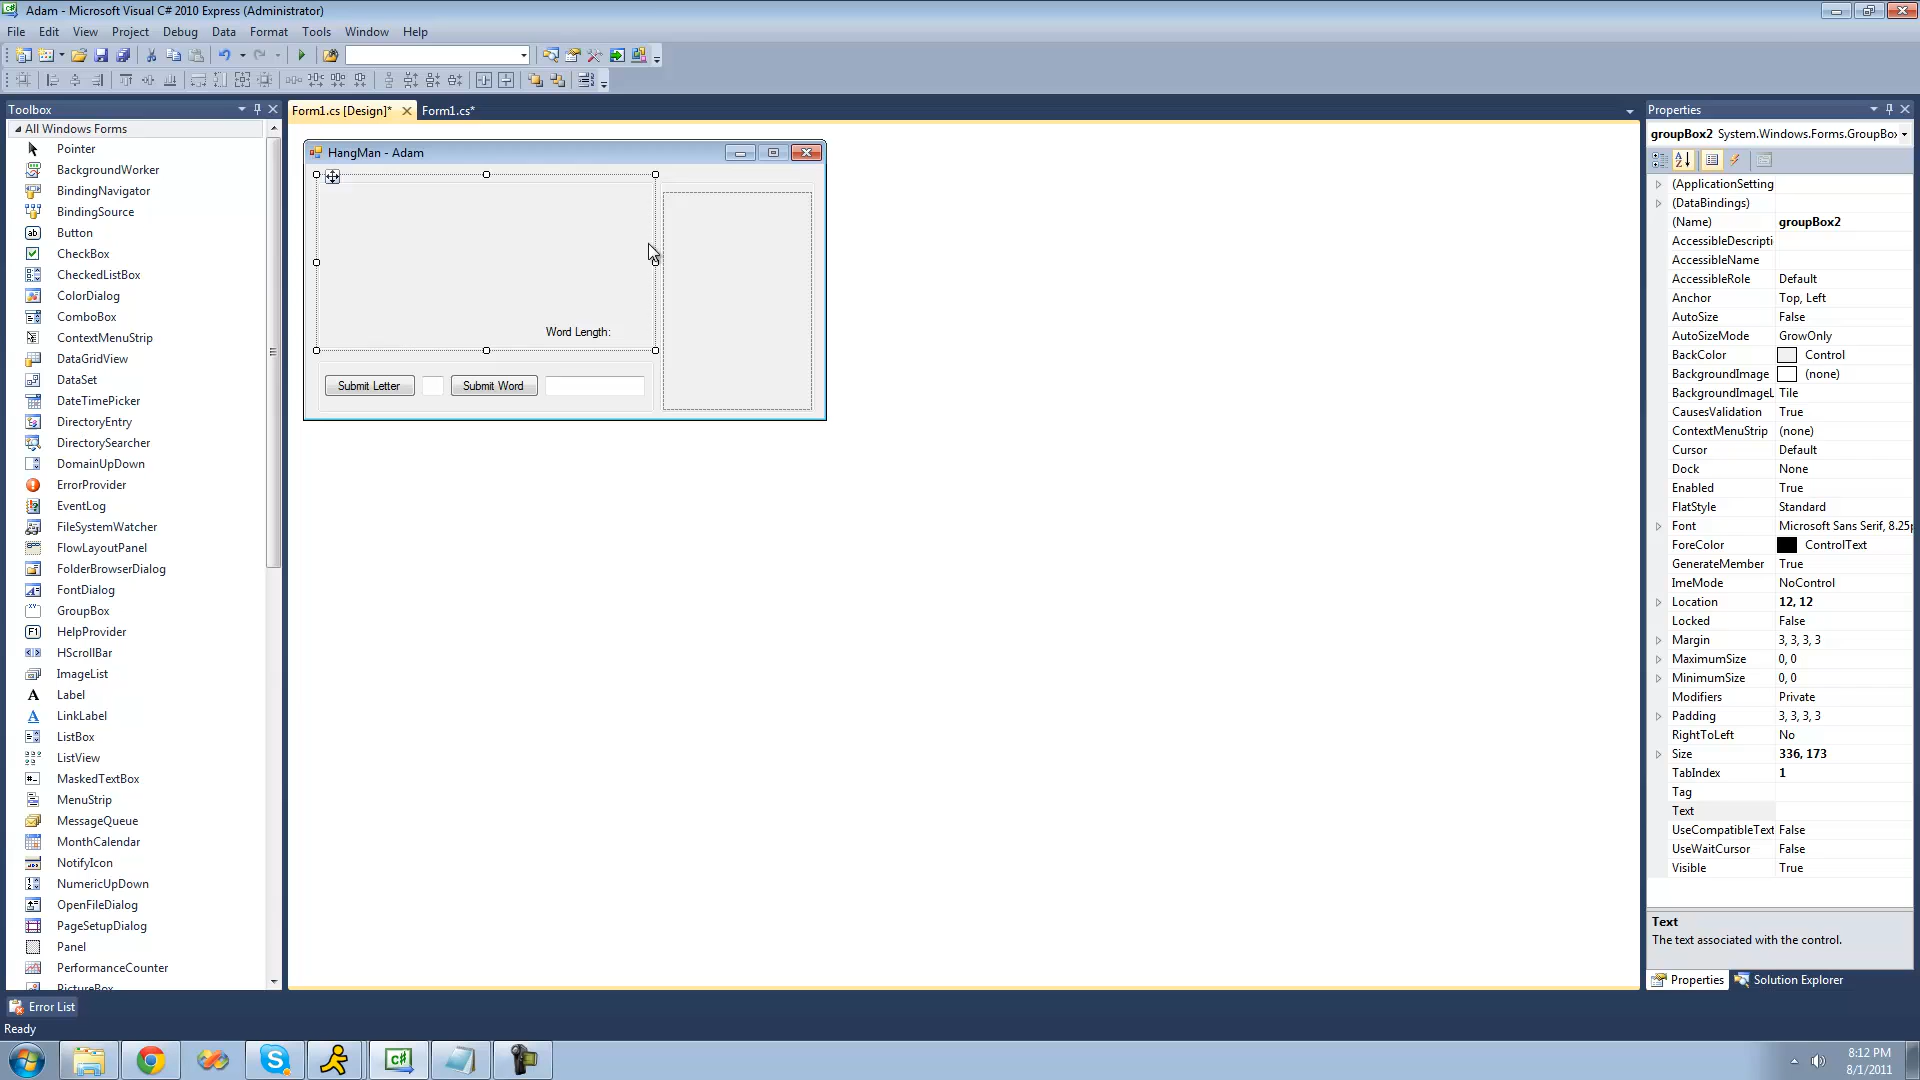 Adam - Microsoft Visual C# 2010 Express (Administrator)
File Edit View Project Debug Data Format Tools Window Help
Toolbox
All Windows Forms
Pointer
BackgroundWorker
BindingNavigator
BindingSource
Button
CheckBox
CheckedListBox
ColorDialog
ComboBox
ContextMenuStrip
DataGridView
DataSet
DateTimePicker
DirectoryEntry
DirectorySearcher
DomainUpDown
ErrorProvider
EventLog
FileSystemWatcher
FlowLayoutPanel
FolderBrowserDialog
FontDialog
GroupBox
HelpProvider
HScrollBar
ImageList
Label
LinkLabel
ListBox
ListView
MaskedTextBox
MenuStrip
MessageQueue
MonthCalendar
NotifyIcon
NumericUpDown
OpenFileDialog
PageSetupDialog
Panel
PerformanceCounter
PictureBox
Form1.cs [Design]* Form1.cs*
HangMan - Adam
Word Length:
Submit Letter Submit Word
Properties
groupBox2 System.Windows.Forms.GroupBo
(ApplicationSetting
(DataBindings)
(Name) groupBox2
AccessibleDescripti
AccessibleName
AccessibleRole Default
Anchor Top, Left
AutoSize False
AutoSizeMode GrowOnly
BackColor Control
BackgroundImage (none)
BackgroundImageL Tile
CausesValidation True
ContextMenuStrip (none)
Cursor Default
Dock None
Enabled True
FlatStyle Standard
Font Microsoft Sans Serif, 8.25p
ForeColor ControlText
GenerateMember True
ImeMode NoControl
Location 12, 12
Locked False
Margin 3, 3, 3, 3
MaximumSize 0, 0
MinimumSize 0, 0
Modifiers Private
Padding 3, 3, 3, 3
RightToLeft No
Size 336, 173
TabIndex 1
Tag
Text
UseCompatibleText False
UseWaitCursor False
Visible True
Text
The text associated with the control.
Properties Solution Explorer
Error List
Ready
8:12 PM
8/1/2011